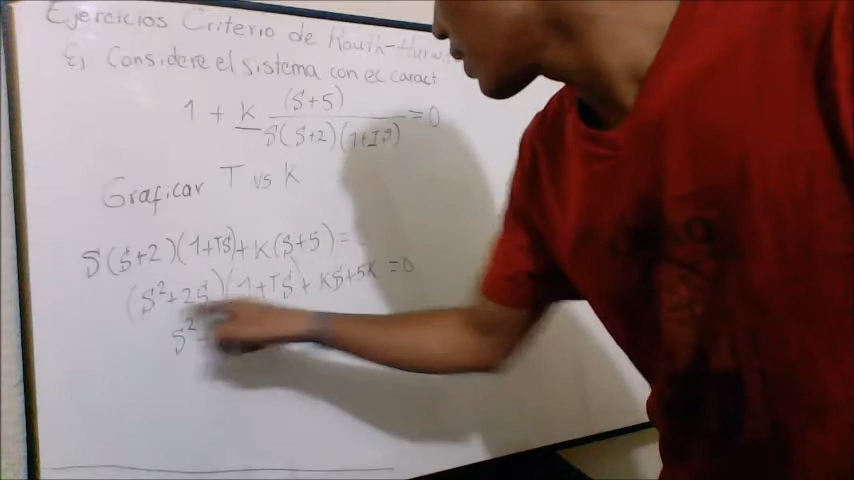 Ejercicios Criterio de Routh-Hurwi
Ej Considere el sistema con ec caract
1 + K (S+5) / S(S+2)(1+TS) = 0
Graficar T vs K
S(S+2)(1+TS)+K(S+5)=
(S²+2S)(1+TS)+KS+5K=0
S²